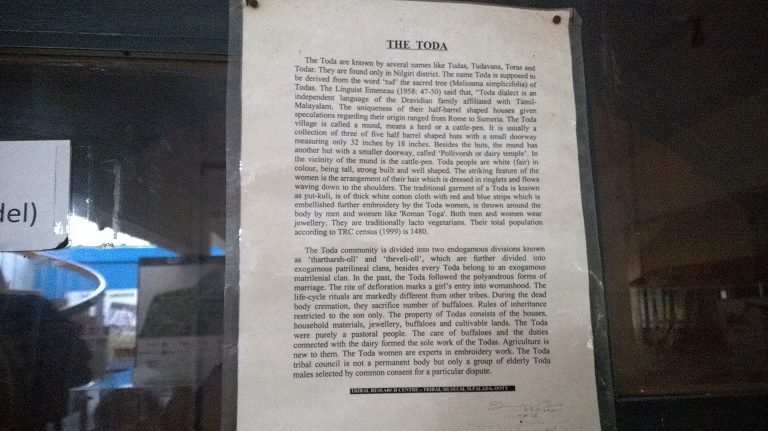 THE TODA
The Toda are known by several names like Tudas, Tudavans, Toras and
Todar. They are found only in Nilgiri district. The name Toda is supposed to
be derived from the word 'tud' the sacred tree (Meliosma simplicifolia) of
Todas. The Linguist Emeneau (1958: 47-50) said that, "Toda dialect is an
independent language of the Dravidian family affiliated with Tamil-
Malayalam. The uniqueness of their half-barrel shaped houses given
speculations regarding their origin ranged from Rome to Sumeria. The Toda
village is called a mund, means a herd or a cattle-pen. It is usually a
collection of three of five half barrel shaped huts with a small doorway
measuring only 32 inches by 18 inches. Besides the huts, the mund has
another hut with a smaller doorway, called 'Pollivorsh or dairy temple'. In
the vicinity of the mund is the cattle-pen. Toda people are white (fair) in
colour, being tall, strong built and well shaped. The striking feature of the
women is the arrangement of their hair which is dressed in ringlets and flows
waving down to the shoulders. The traditional garment of a Toda is known
as put-kuli, is of thick white cotton cloth with red and blue strips which is
embellished further embroidery by the Toda women, is thrown around the
body by men and women like 'Roman Toga'. Both men and women wear
jewellery. They are traditionally lacto vegetarians. Their total population
according to TRC census (1999) is 1480.
The Toda community is divided into two endogamous divisions known
as 'thartharsh-oll' and 'theveli-oll', which are further divided into
exogamous patrilineal clans, besides every Toda belong to an exogamous
matrilenial clan. In the past, the Toda followed the polyandrous forms of
marriage. The rite of defloration marks a girl's entry into womanhood. The
life-cycle rituals are markedly different from other tribes. During the dead
body cremation, they sacrifice number of buffaloes. Rules of inheritance
restricted to the son only. The property of Todas consists of the houses,
household materials, jewellery, buffaloes and cultivable lands. The Toda
were purely a pastoral people. The care of buffaloes and the duties
connected with the dairy formed the sole work of the Todas. Agriculture is
new to them. The Toda women are experts in embroidery work. The Toda
tribal council is not a permanent body but only a group of elderly Toda
males selected by common consent for a particular dispute.
TRIBAL RESEARCH CENTRE - TRIBAL MUSEUM, M.PALADA, OOTY
del)